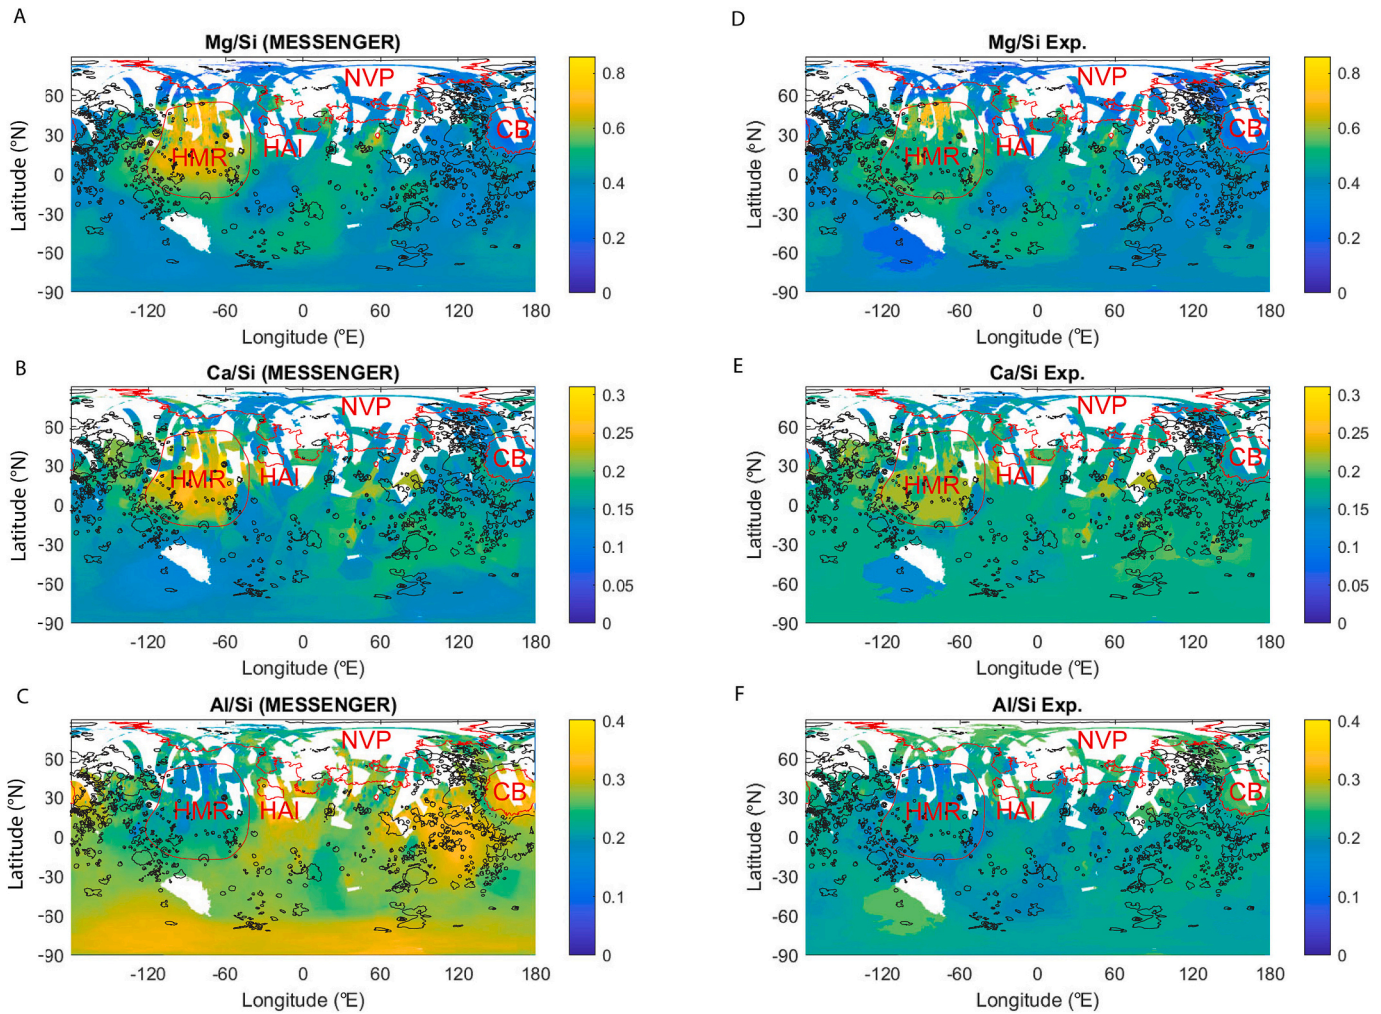 A
Mg/Si (MESSENGER)
NVP
HMR
HAI
CB
60
30
0
-30
-60
-90
Latitude (°N)
-120
-60
0
60
120
180
Longitude (ºE)
0.8
0.6
0.4
0.2
0
D
Mg/Si Exp.
NVP
HMR
HAI
CB
60
30
0
-30
-60
-90
Latitude (°N)
-120
-60
0
60
120
180
Longitude (ºE)
0.8
0.6
0.4
0.2
0
B
Ca/Si (MESSENGER)
NVP
HMR
HAI
CB
60
30
0
-30
-60
-90
Latitude (°N)
-120
-60
0
60
120
180
Longitude (ºE)
0.3
0.25
0.2
0.15
0.1
0.05
0
E
Ca/Si Exp.
NVP
HMR
HAI
CB
60
30
0
-30
-60
-90
Latitude (°N)
-120
-60
0
60
120
180
Longitude (ºE)
0.3
0.25
0.2
0.15
0.1
0.05
0
C
Al/Si (MESSENGER)
NVP
HMR
HAI
CB
60
30
0
-30
-60
-90
Latitude (°N)
-120
-60
0
60
120
180
Longitude (ºE)
0.4
0.3
0.2
0.1
0
F
Al/Si Exp.
NVP
HMR
HAI
CB
60
30
0
-30
-60
-90
Latitude (°N)
-120
-60
0
60
120
180
Longitude (ºE)
0.4
0.3
0.2
0.1
0